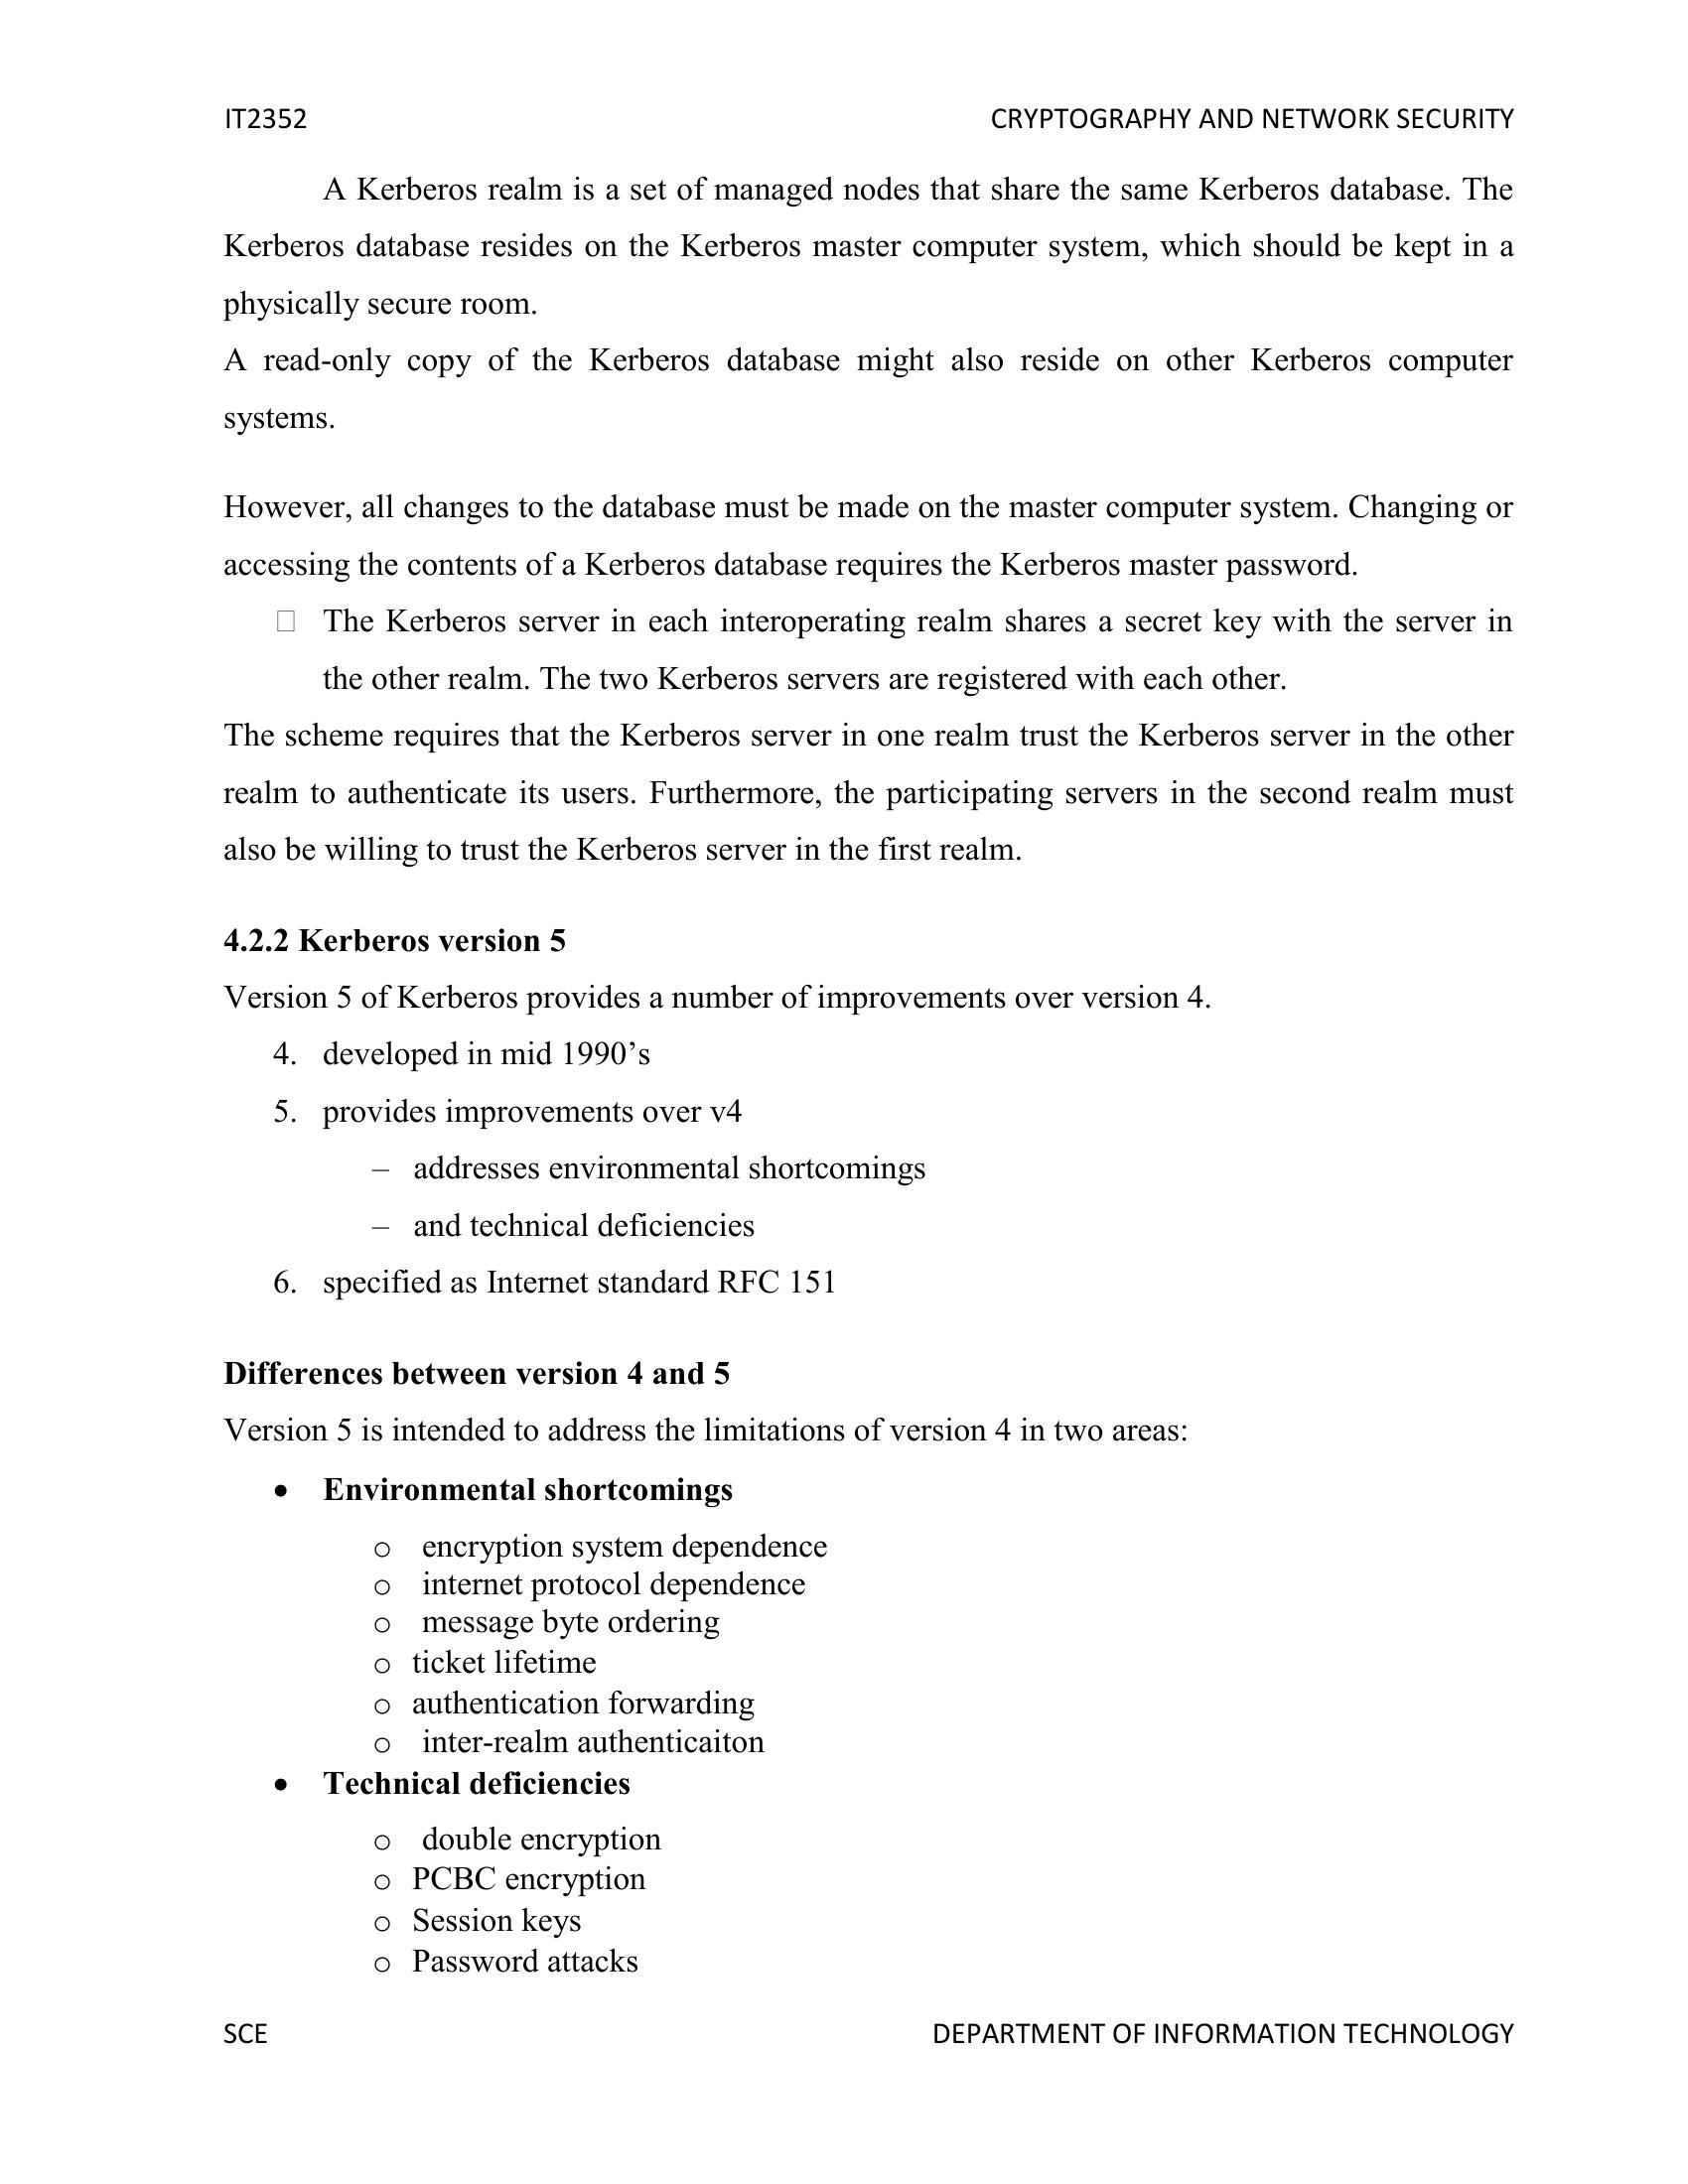 IT2352 CRYPTOGRAPHY AND NETWORK SECURITY
A Kerberos realm is a set of managed nodes that share the same Kerberos database. The
Kerberos database resides on the Kerberos master computer system, which should be kept in a
physically secure room.
A read-only copy of the Kerberos database might also reside on other Kerberos computer
systems.
However, all changes to the database must be made on the master computer system. Changing or
accessing the contents of a Kerberos database requires the Kerberos master password.
□ The Kerberos server in each interoperating realm shares a secret key with the server in
the other realm. The two Kerberos servers are registered with each other.
The scheme requires that the Kerberos server in one realm trust the Kerberos server in the other
realm to authenticate its users. Furthermore, the participating servers in the second realm must
also be willing to trust the Kerberos server in the first realm.
4.2.2 Kerberos version 5
Version 5 of Kerberos provides a number of improvements over version 4.
4. developed in mid 1990’s
5. provides improvements over v4
– addresses environmental shortcomings
– and technical deficiencies
6. specified as Internet standard RFC 151
Differences between version 4 and 5
Version 5 is intended to address the limitations of version 4 in two areas:
• Environmental shortcomings
o encryption system dependence
o internet protocol dependence
o message byte ordering
o ticket lifetime
o authentication forwarding
o inter-realm authenticaiton
• Technical deficiencies
o double encryption
o PCBC encryption
o Session keys
o Password attacks
SCE DEPARTMENT OF INFORMATION TECHNOLOGY